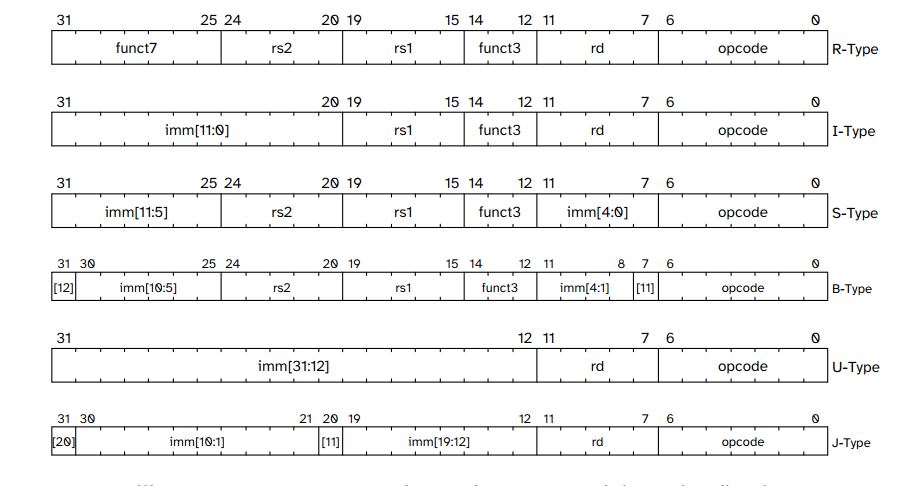 31 25 24 20 19 15 14 12 11 7 6 0
funct7 rs2 rs1 funct3 rd opcode R-Type
31 20 19 15 14 12 11 7 6 0
imm[11:0] rs1 funct3 rd opcode I-Type
31 25 24 20 19 15 14 12 11 7 6 0
imm[11:5] rs2 rs1 funct3 imm[4:0] opcode S-Type
31 30 25 24 20 19 15 14 12 11 8 7 6 0
[12] imm[10:5] rs2 rs1 funct3 imm[4:1] [11] opcode B-Type
31 12 11 7 6 0
imm[31:12] rd opcode U-Type
31 30 21 20 19 12 11 7 6 0
[20] imm[10:1] [11] imm[19:12] rd opcode J-Type